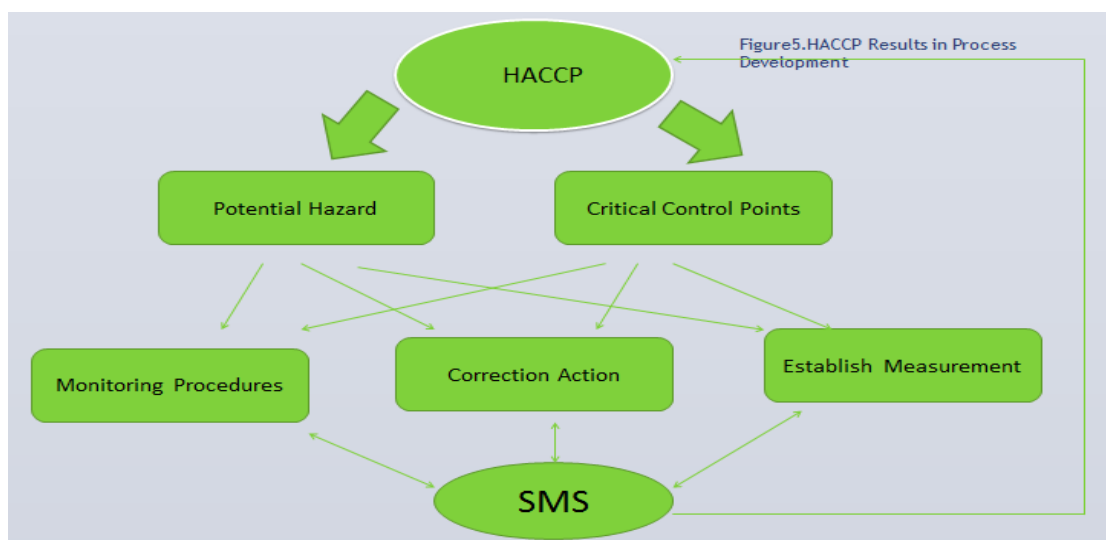 Figure5.HACCP Results in Process
Development
HACCP
Potential Hazard
Critical Control Points
Monitoring Procedures
Correction Action
Establish Measurement
SMS